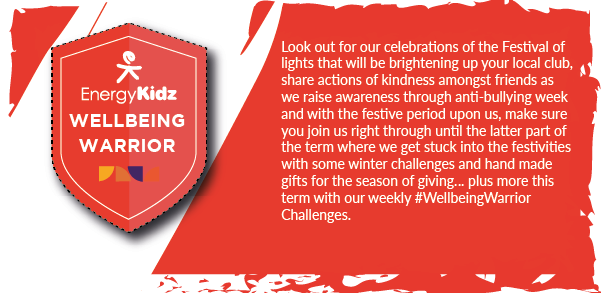 EnergyKidz
WELLBEING
WARRIOR
Look out for our celebrations of the Festival of
lights that will be brightening up your local club,
share actions of kindness amongst friends as
we raise awareness through anti-bullying week
and with the festive period upon us, make sure
you join us right through until the latter part of
the term where we get stuck into the festivities
with some winter challenges and hand made
gifts for the season of giving... plus more this
term with our weekly #WellbeingWarrior
Challenges.